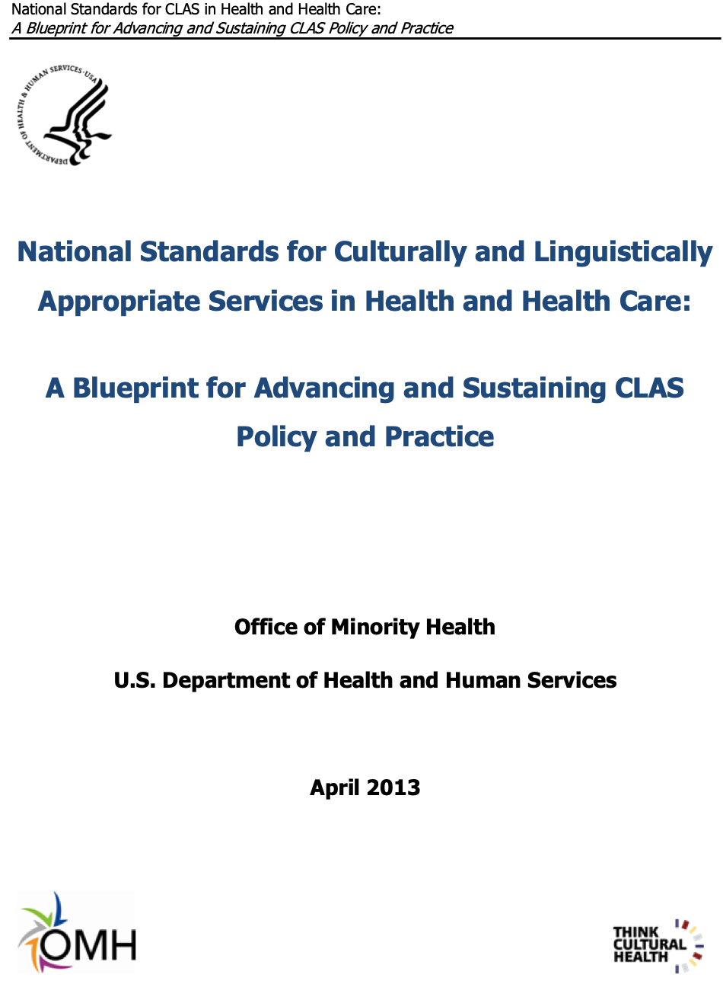 National Standards for CLAS in Health and Health Care:
A Blueprint for Advancing and Sustaining CLAS Policy and Practice
DEPARTMENT OF HEALTH & HUMAN SERVICES·USA
National Standards for Culturally and Linguistically
Appropriate Services in Health and Health Care:
A Blueprint for Advancing and Sustaining CLAS
Policy and Practice
Office of Minority Health
U.S. Department of Health and Human Services
April 2013
OMH
THINK
CULTURAL
HEALTH